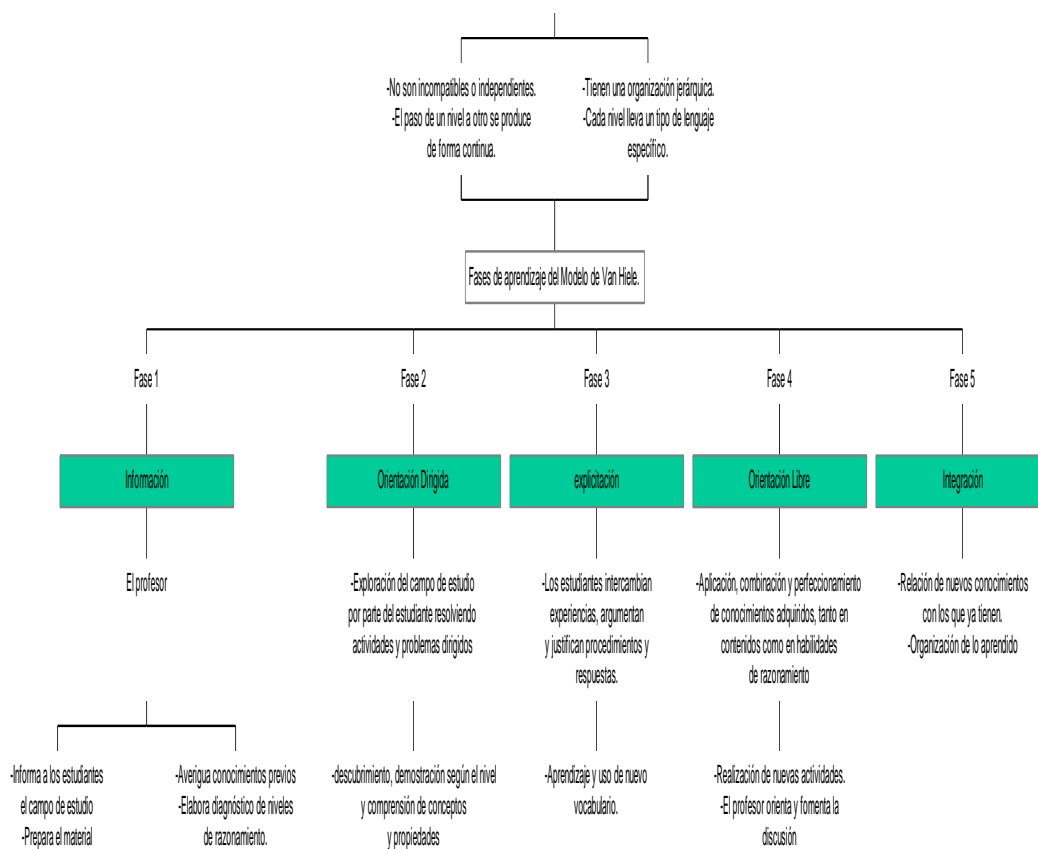 -No son incompatibles o independientes.
-El paso de un nivel a otro se produce
de forma continua.
-Tienen una organización jerárquica.
-Cada nivel lleva un tipo de lenguaje
específico.
Fases de aprendizaje del Modelo de Van Hiele.
Fase 1
Fase 2
Fase 3
Fase 4
Fase 5
Información
Orientación Dirigida
explicitación
Orientación Libre
Integración
El profesor
-Exploración del campo de estudio
por parte del estudiante resolviendo
actividades y problemas dirigidos
-Los estudiantes intercambian
experiencias, argumentan
y justifican procedimientos y
respuestas.
-Aplicación, combinación y perfeccionamiento
de conocimientos adquiridos, tanto en
contenidos como en habilidades
de razonamiento
-Relación de nuevos conocimientos
con los que ya tienen.
-Organización de lo aprendido
-Informa a los estudiantes
el campo de estudio
-Prepara el material
-Averigua conocimientos previos
-Elabora diagnóstico de niveles
de razonamiento.
-descubrimiento, demostración según el nivel
y comprensión de conceptos
y propiedades
-Aprendizaje y uso de nuevo
vocabulario.
-Realización de nuevas actividades.
-El profesor orienta y fomenta la
discusión